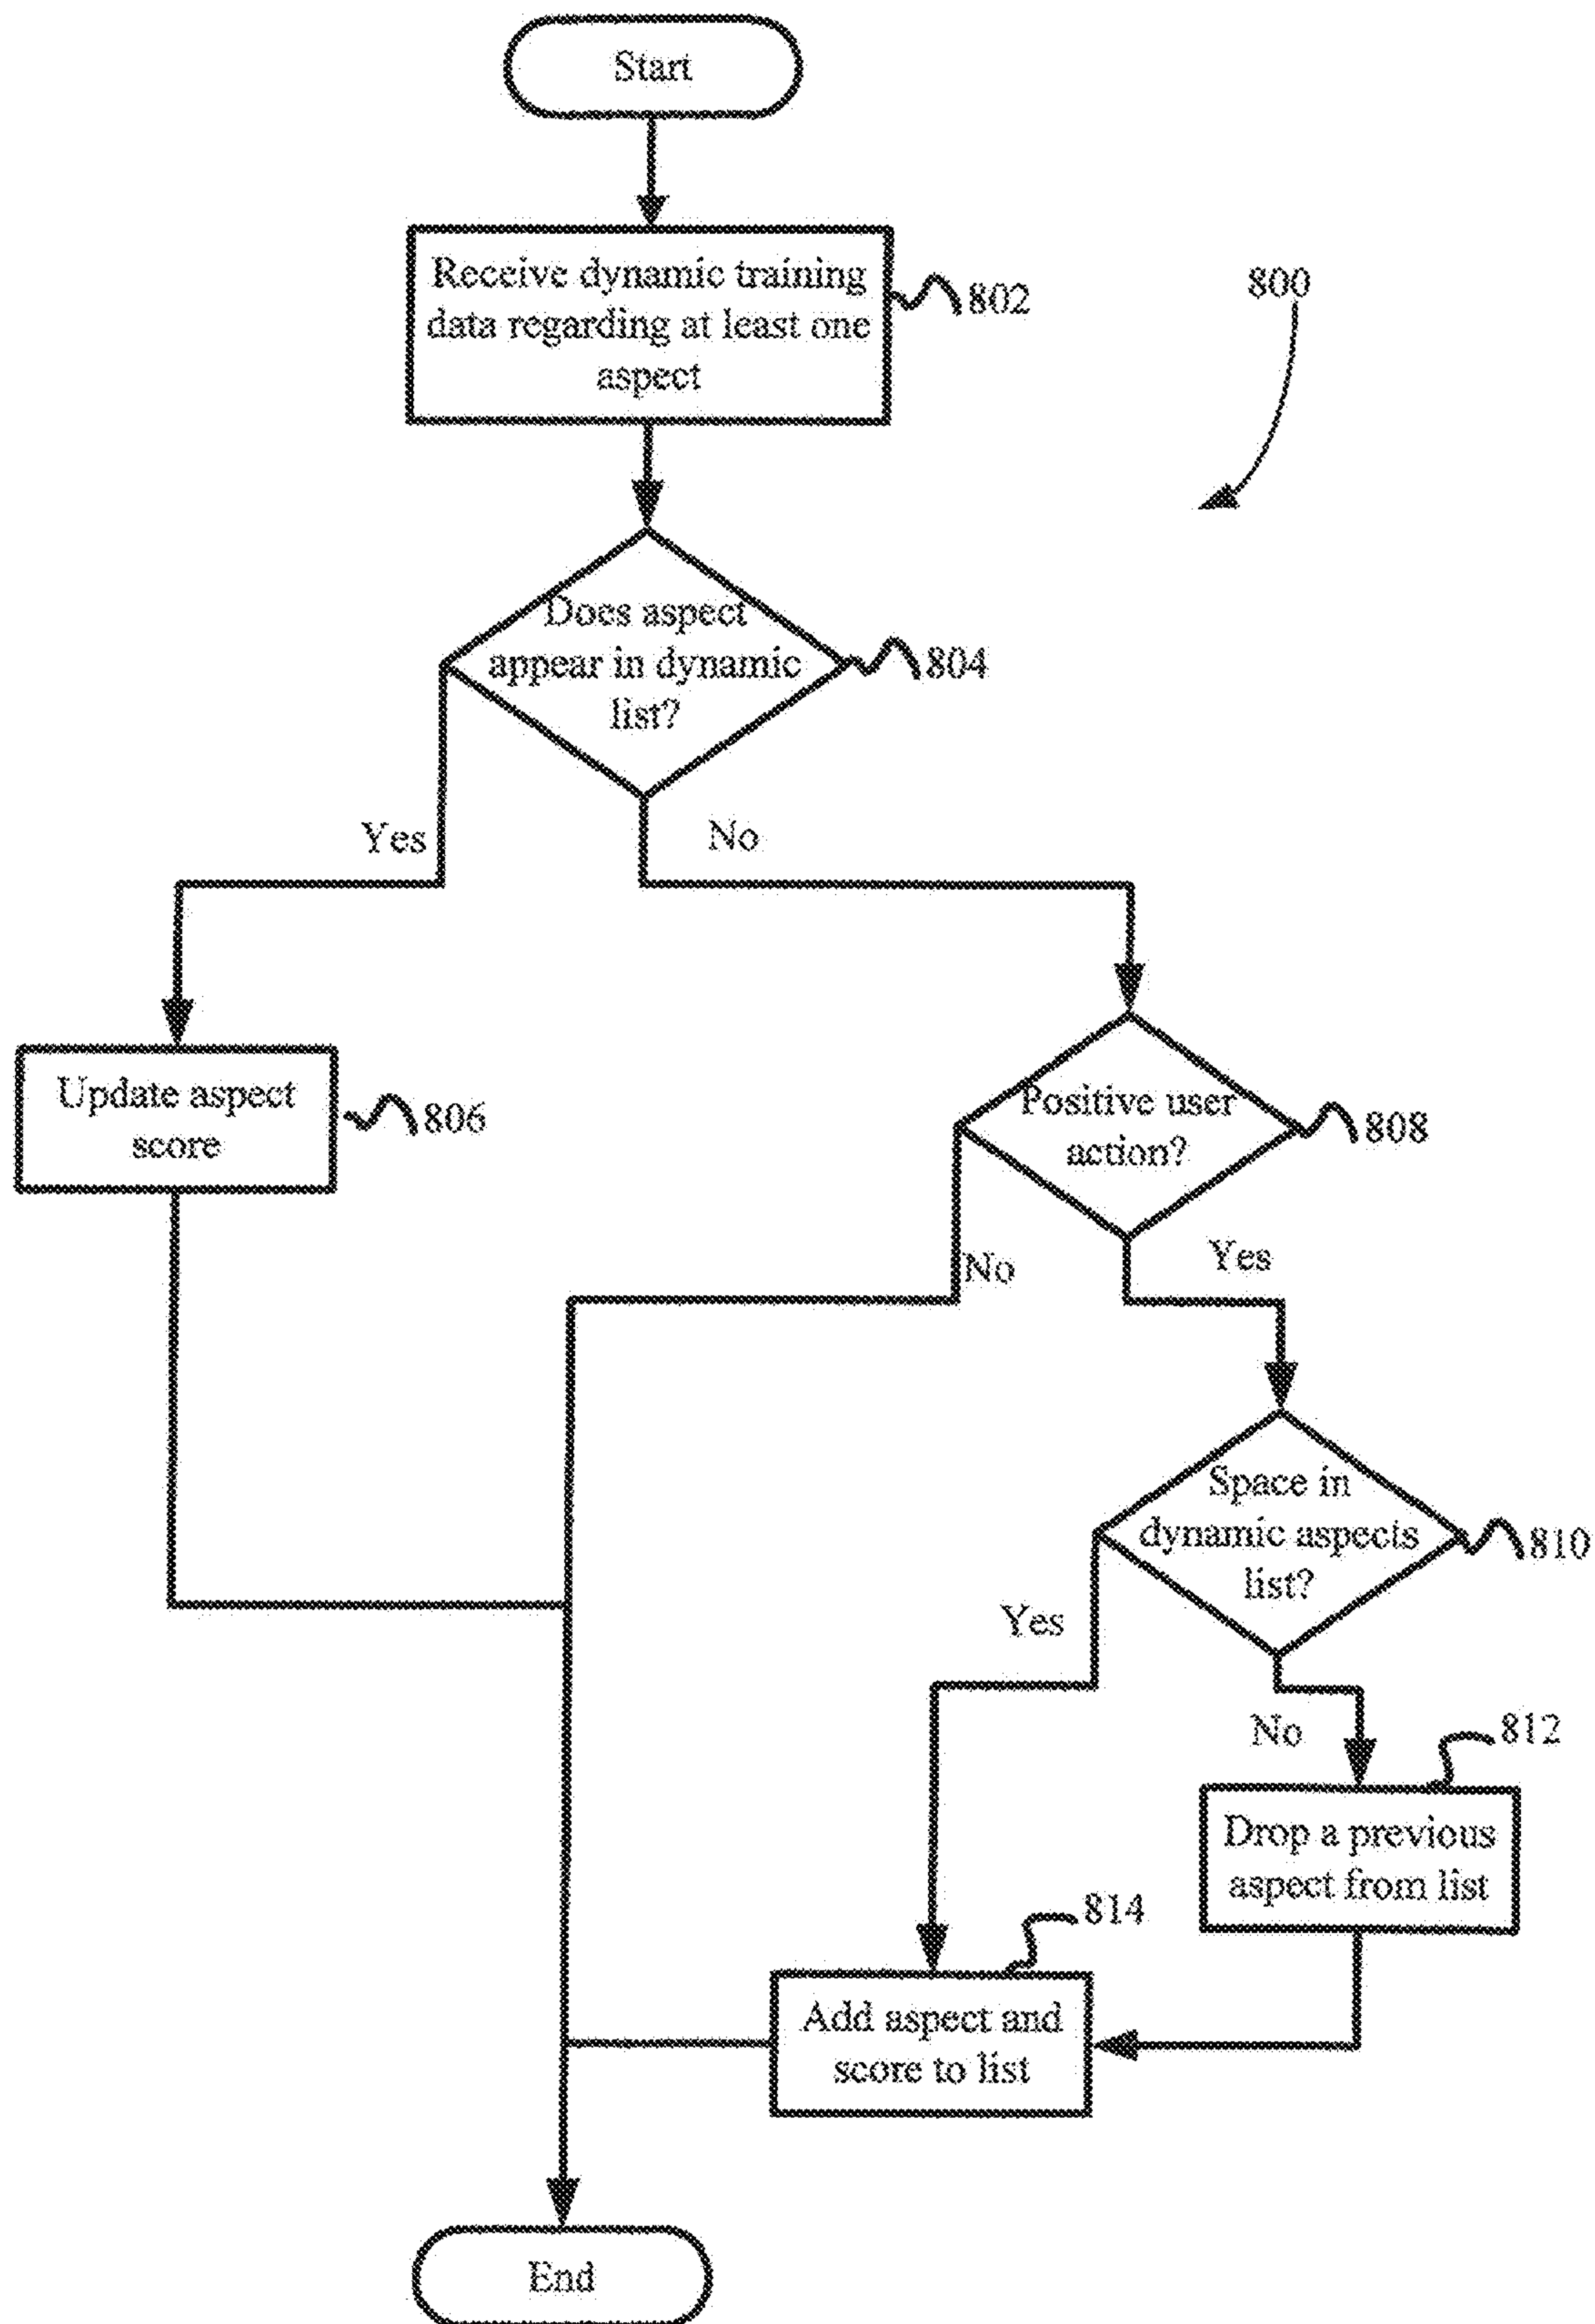 Start
Receive dynamic training
data regarding at least one
aspect
802
800
Does aspect
appear in dynamic
list?
804
Yes
No
Update aspect
score
806
Positive user
action?
808
No
Yes
Space in
dynamic aspects
list?
810
Yes
No
812
Drop a previous
aspect from list
814
Add aspect and
score to list
End